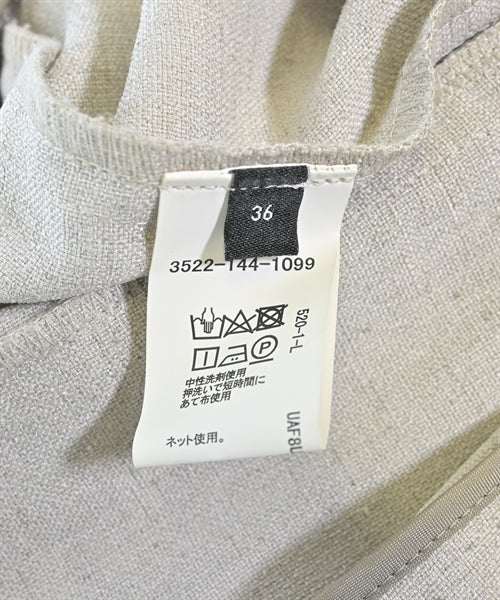 36
3522-144-1099
中性洗剤使用
押洗いで短時間に
あて布使用
ネット使用。
520-1-L
UAF8U